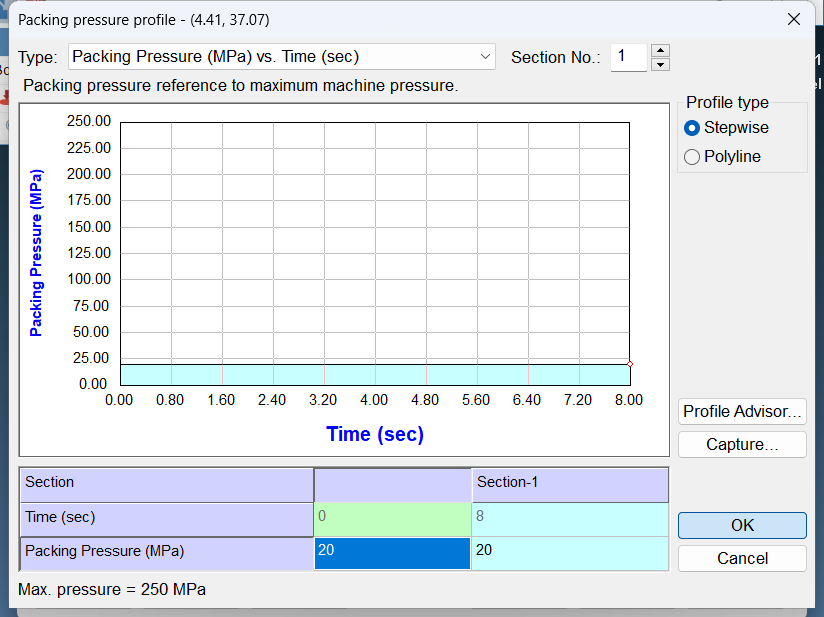 Packing pressure profile - (4.41, 37.07)
Type: Packing Pressure (MPa) vs. Time (sec) Section No.: 1
Packing pressure reference to maximum machine pressure.
Profile type
Stepwise
Polyline
Packing Pressure (MPa)
250.00
225.00
200.00
175.00
150.00
125.00
100.00
75.00
50.00
25.00
0.00
0.00 0.80 1.60 2.40 3.20 4.00 4.80 5.60 6.40 7.20 8.00
Time (sec)
Profile Advisor...
Capture...
Section Section-1
Time (sec) 0 8
Packing Pressure (MPa) 20 20
OK
Cancel
Max. pressure = 250 MPa